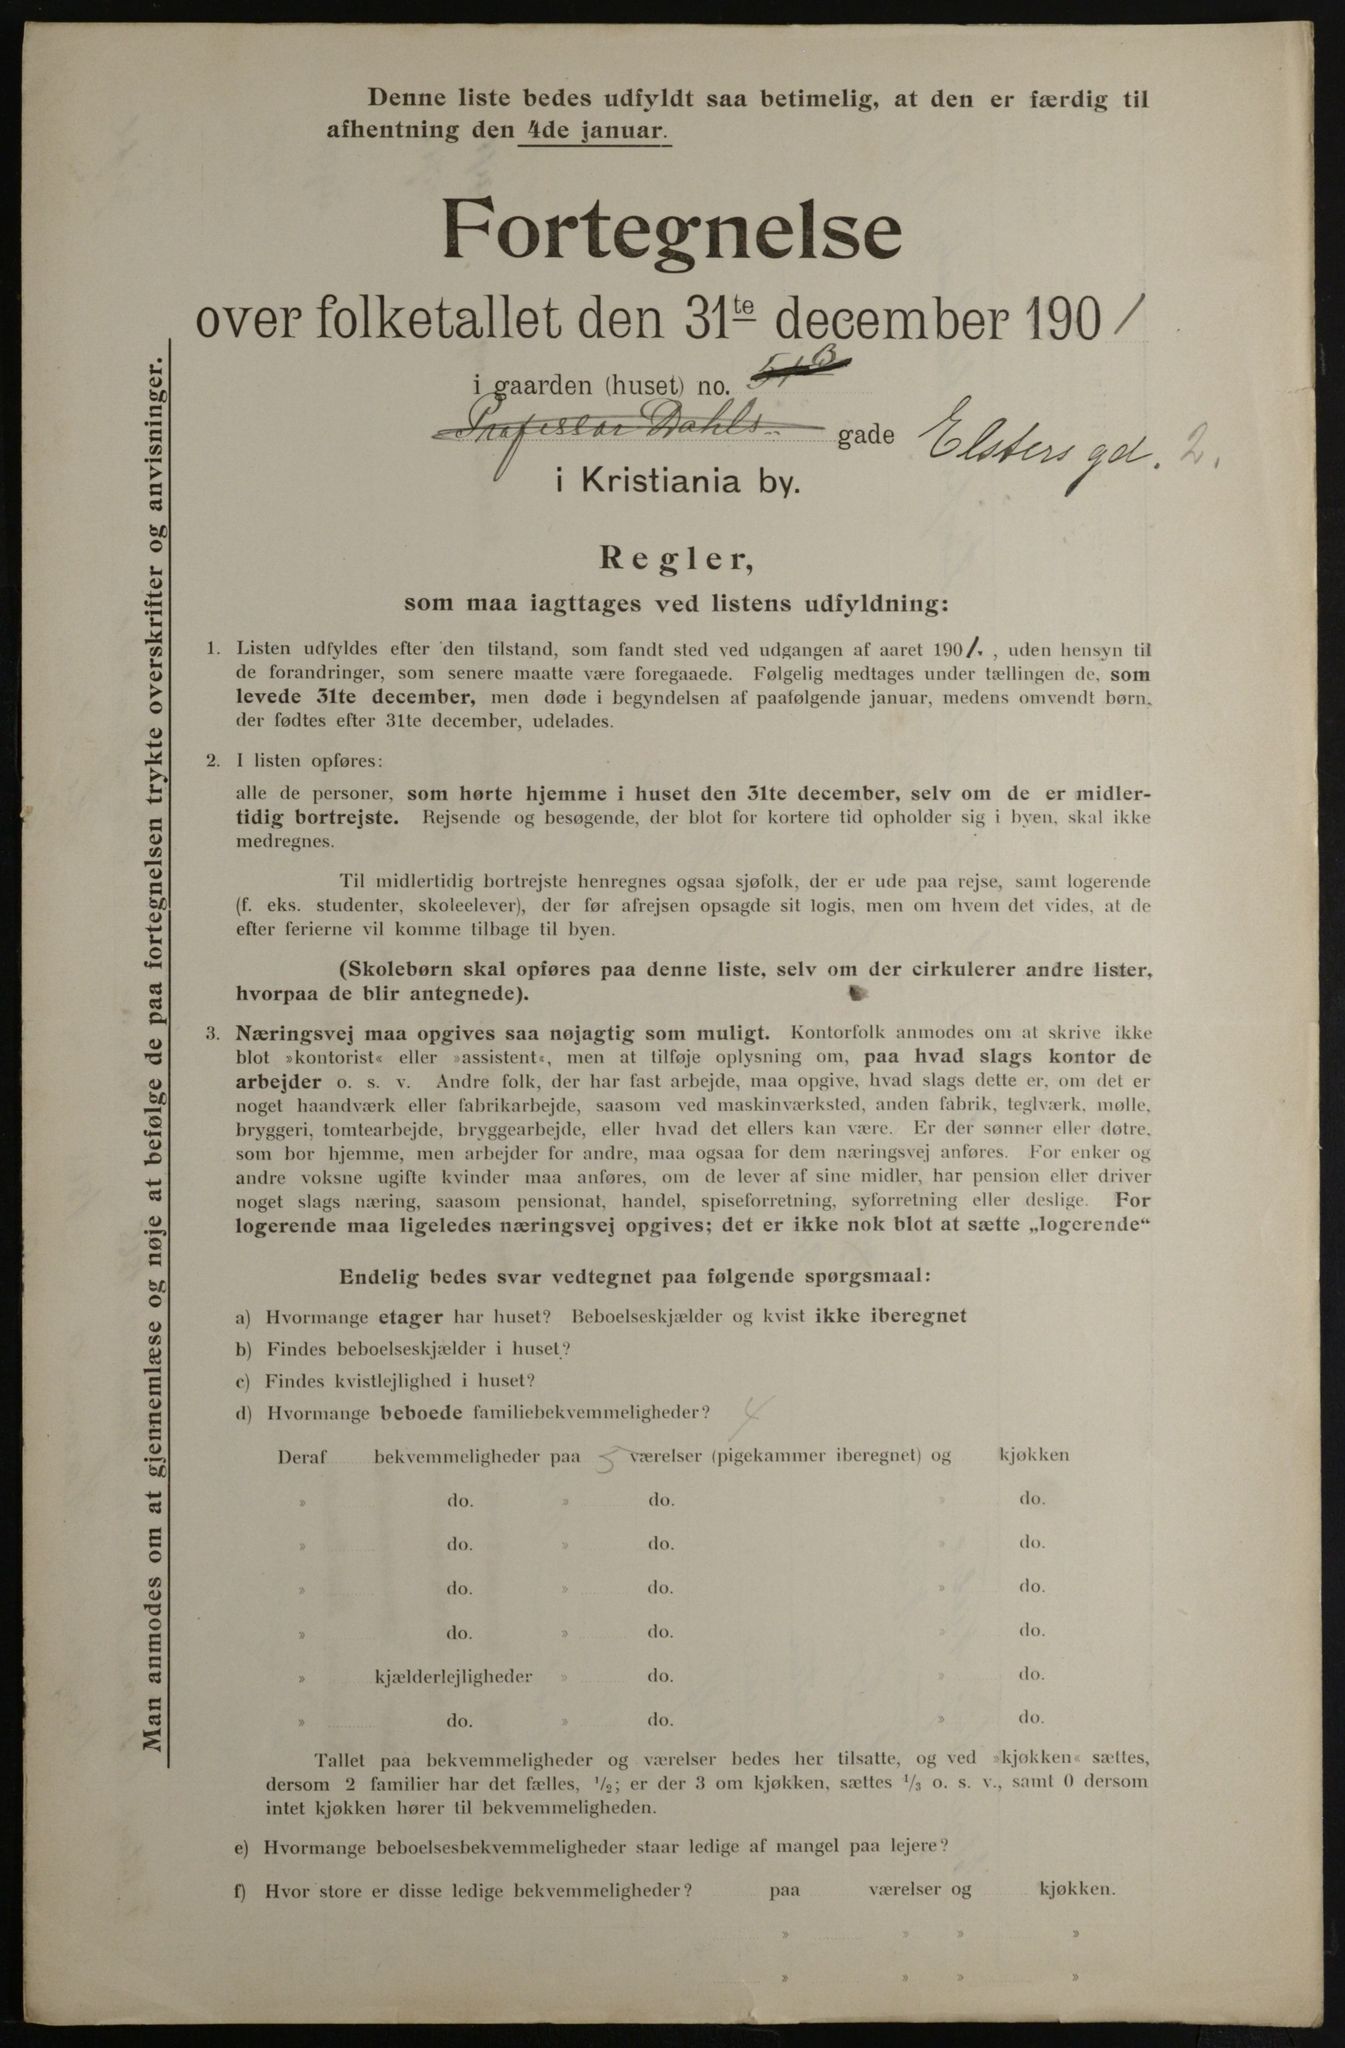 Denne liste bedes udfyldt saa betimelig, at den er færdig til
afhentning den 4de januar.
Fortegnelse
over folketallet den 31te december 1901
i gaarden (huset) no. 51B
Professor Dahls gade Elsters gd. 2.
i Kristiania by.
Regler,
som maa iagttages ved listens udfyldning:
1. Listen udfyldes efter den tilstand, som fandt sted ved udgangen af aaret 1901, uden hensyn til
de forandringer, som senere maatte være foregaaede. Følgelig medtages under tællingen de, som
levede 31te december, men døde i begyndelsen af paafølgende januar, medens omvendt børn,
der fødtes efter 31te december, udelades.
2. I listen opføres:
alle de personer, som hørte hjemme i huset den 31te december, selv om de er midler-
tidig bortrejste. Rejsende og besøgende, der blot for kortere tid opholder sig i byen, skal ikke
medregnes.
Til midlertidig bortrejste henregnes ogsaa sjøfolk, der er ude paa rejse, samt logerende
(f. eks. studenter, skoleelever), der før afrejsen opsagde sit logis, men om hvem det vides, at de
efter ferierne vil komme tilbage til byen.
(Skolebørn skal opføres paa denne liste, selv om der cirkulerer andre lister,
hvorpaa de blir antegnede).
3. Næringsvej maa opgives saa nøjagtig som muligt. Kontorfolk anmodes om at skrive ikke
blot »kontorist« eller »assistent«, men at tilføje oplysning om, paa hvad slags kontor de
arbejder o. s. v. Andre folk, der har fast arbejde, maa opgive, hvad slags dette er, om det er
noget haandværk eller fabrikarbejde, saasom ved maskinværksted, anden fabrik, teglværk, mølle,
bryggeri, tomtearbejde, bryggearbejde, eller hvad det ellers kan være. Er der sønner eller døtre,
som bor hjemme, men arbejder for andre, maa ogsaa for dem næringsvej anføres. For enker og
andre voksne ugifte kvinder maa anføres, om de lever af sine midler, har pension eller driver
noget slags næring, saasom pensionat, handel, spiseforretning, syforretning eller deslige. For
logerende maa ligeledes næringsvej opgives; det er ikke nok blot at sætte „logerende“
Endelig bedes svar vedtegnet paa følgende spørgsmaal:
a) Hvormange etager har huset? Beboelseskjælder og kvist ikke iberegnet
b) Findes beboelseskjælder i huset?
c) Findes kvistlejlighed i huset?
d) Hvormange beboede familiebekvemmeligheder? 4
Deraf bekvemmeligheder paa 5 værelser (pigekammer iberegnet) og kjøkken
» do. » do. » do.
» do. » do. » do.
» do. » do. » do.
» do. » do. » do.
» kjælderlejligheder » do. » do.
» do. » do. » do.
Tallet paa bekvemmeligheder og værelser bedes her tilsatte, og ved »kjøkken« sættes,
dersom 2 familier har det fælles, 1/2; er der 3 om kjøkken, sættes 1/3 o. s. v., samt 0 dersom
intet kjøkken hører til bekvemmeligheden.
e) Hvormange beboelsesbekvemmeligheder staar ledige af mangel paa lejere?
f) Hvor store er disse ledige bekvemmeligheder? paa værelser og kjøkken.
» » » »
» » » »
Man anmodes om at gjennemlæse og nøje at befølge de paa fortegnelsen trykte overskrifter og anvisninger.